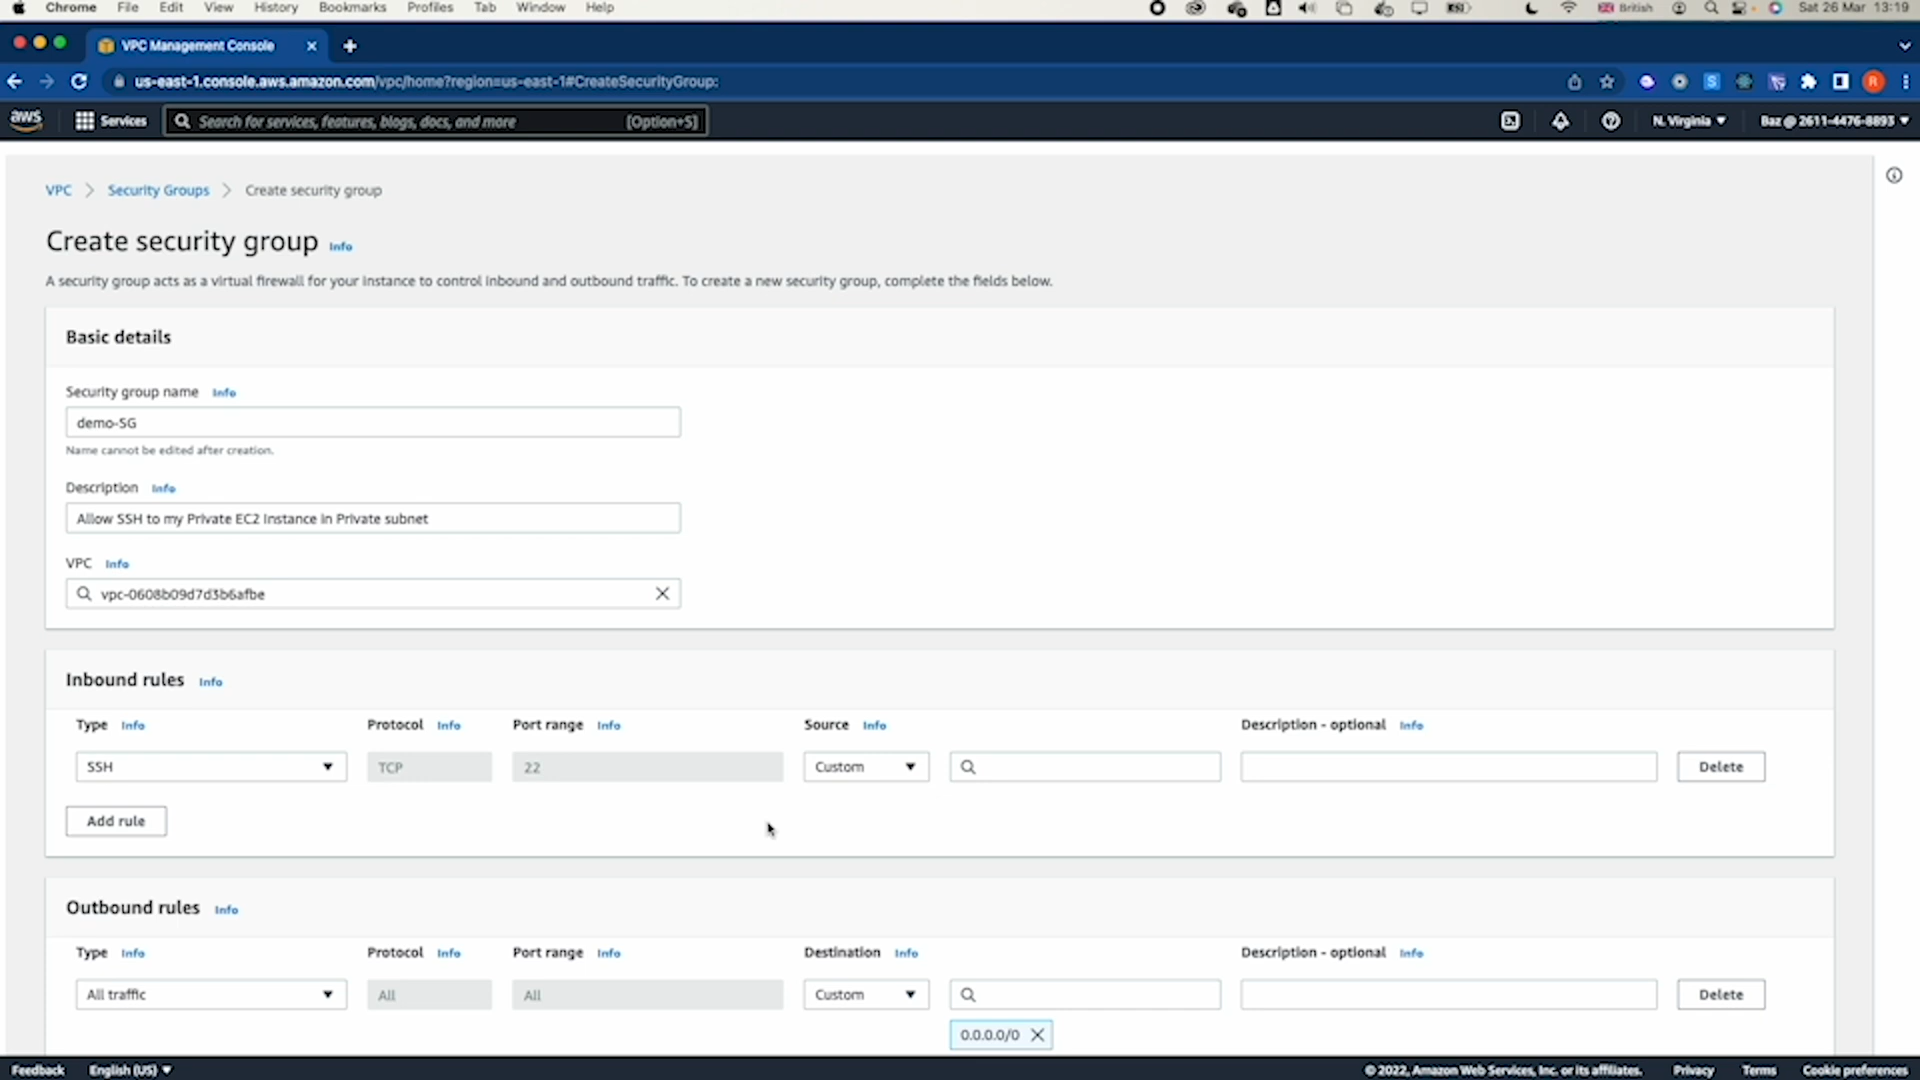 Chrome File Edit View History Bookmarks Profiles Tab Window Help British Sat 26 Mar 13:19
VPC Management Console
us-east-1.console.aws.amazon.com/vpc/home?region=us-east-1#CreateSecurityGroup: S R
aws Services Search for services, features, blogs, docs, and more [Option+S] N. Virginia Baz @ 2611-4476-8893
VPC > Security Groups > Create security group
Create security group Info
A security group acts as a virtual firewall for your instance to control inbound and outbound traffic. To create a new security group, complete the fields below.
Basic details
Security group name Info
demo-SG
Name cannot be edited after creation.
Description Info
Allow SSH to my Private EC2 Instance in Private subnet
VPC Info
vpc-0608b09d7d3b6afbe
Inbound rules Info
Type Info Protocol Info Port range Info Source Info Description - optional Info
SSH TCP 22 Custom Delete
Add rule
Outbound rules Info
Type Info Protocol Info Port range Info Destination Info Description - optional Info
All traffic All All Custom Delete
0.0.0.0/0
Feedback English (US) © 2022, Amazon Web Services, Inc. or its affiliates. Privacy Terms Cookie preferences